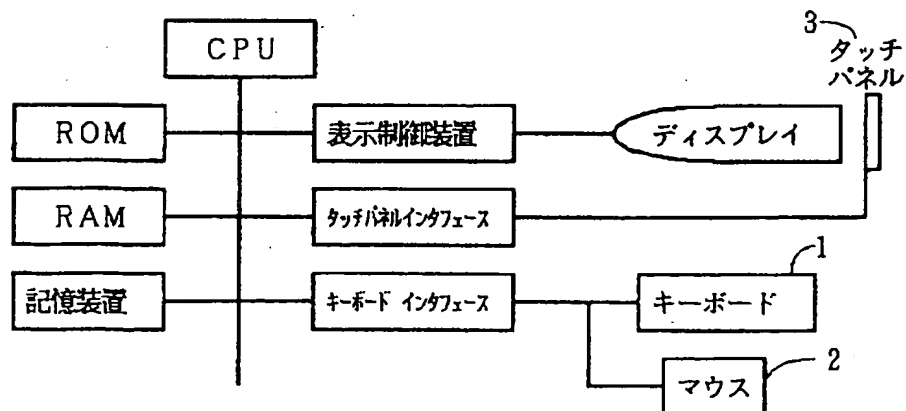 CPU
3
タッチ
パネル
ROM
表示制御装置
ディスプレイ
RAM
タッチパネルインタフェース
1
記憶装置
キーボード インタフェース
キーボード
2
マウス